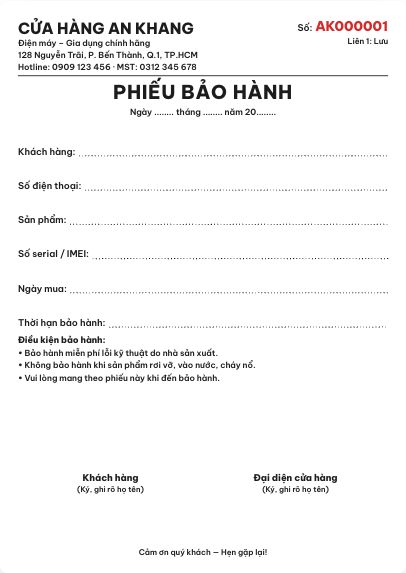 CỬA HÀNG AN KHANG
Điện máy – Gia dụng chính hãng
128 Nguyễn Trãi, P. Bến Thành, Q.1, TP.HCM
Hotline: 0909 123 456 · MST: 0312 345 678
Số: AK000001
Liên 1: Lưu
PHIẾU BẢO HÀNH
Ngày ........ tháng ........ năm 20........
Khách hàng:
Số điện thoại:
Sản phẩm:
Số serial / IMEI:
Ngày mua:
Thời hạn bảo hành:
Điều kiện bảo hành:
• Bảo hành miễn phí lỗi kỹ thuật do nhà sản xuất.
• Không bảo hành khi sản phẩm rơi vỡ, vào nước, cháy nổ.
• Vui lòng mang theo phiếu này khi đến bảo hành.
Khách hàng
(Ký, ghi rõ họ tên)
Đại diện cửa hàng
(Ký, ghi rõ họ tên)
Cảm ơn quý khách — Hẹn gặp lại!